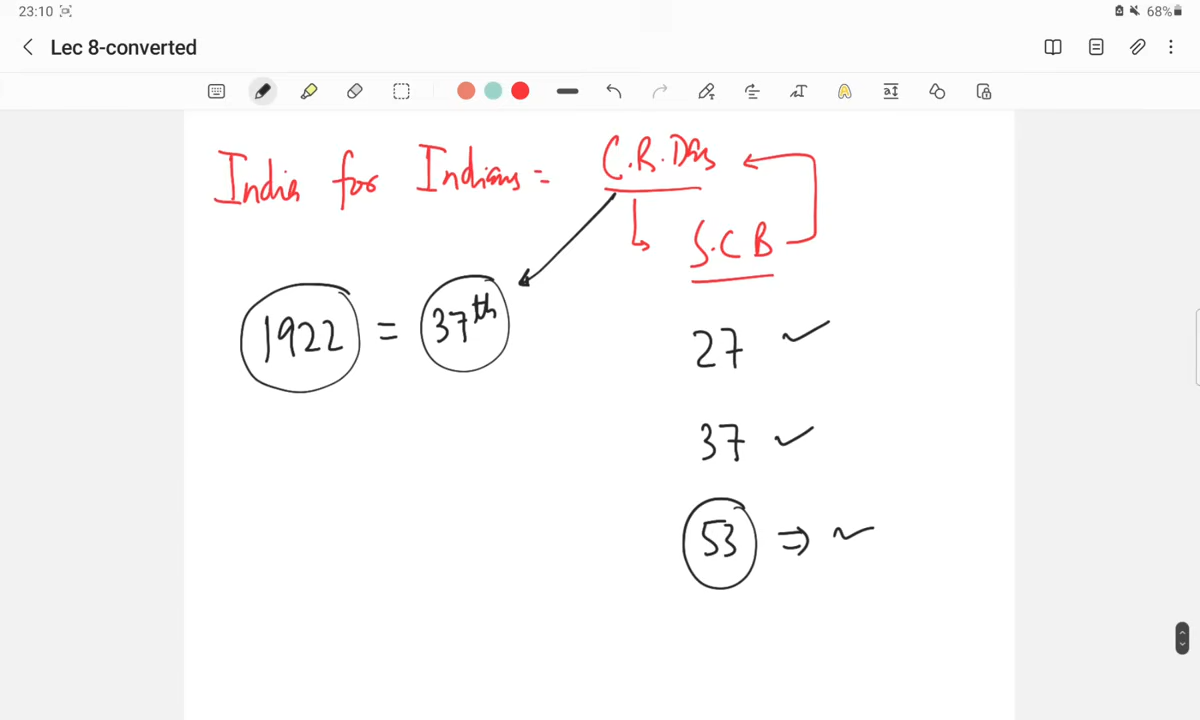 23:10 68%
Lec 8-converted
India for Indians = C.R.Das
S.C B
1922 = 37th
27
37
53 ⇒